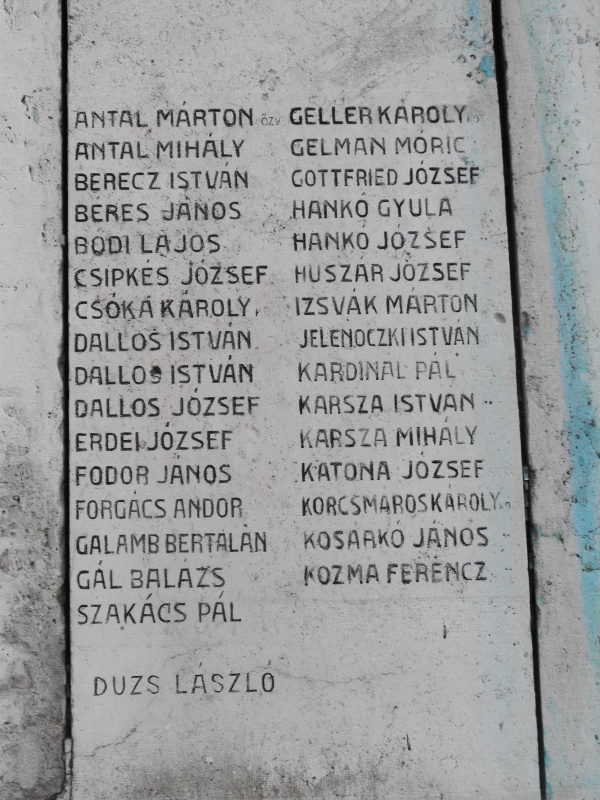 ANTAL MÁRTON
ANTAL MIHÁLY
BERECZ ISTVÁN
BÉRES JÁNOS
BÓDI LAJOS
CSIPKÉS JÓZSEF
CSÓKA KÁROLY
DALLOS ISTVÁN
DALLOS ISTVÁN
DALLOS JÓZSEF
ERDEI JÓZSEF
FODOR JÁNOS
FORGÁCS ANDOR
GALAMB BERTALAN
GÁL BALÁZS
SZAKÁCS PÁL
DUZS LÁSZLÓ
ÖZV GELLER KÁROLY
GELMAN MÓRIC
GOTTFRIED JÓZSEF
HANKÓ GYULA
HANKÓ JÓZSEF
HUSZÁR JÓZSEF
IZSVÁK MÁRTON
JELENOCZKI ISTVÁN
KARDINAL PÁL
KARSZA ISTVÁN
KARSZA MIHÁLY
KATONA JÓZSEF
KORCSMÁROS KÁROLY
KOSARKÓ JÁNOS
KOZMA FERENCZ